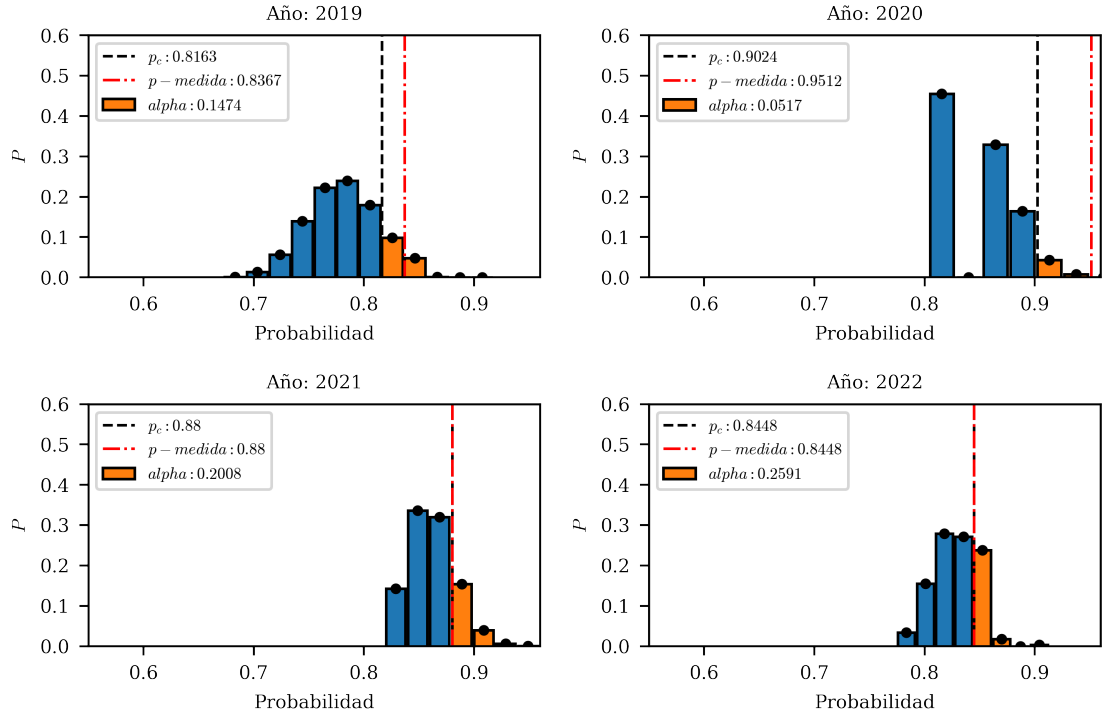 Año: 2019
0.6
0.5
0.4
0.3
0.2
0.1
0.0
P
p_c : 0.8163
p − medida : 0.8367
alpha : 0.1474
0.6 0.7 0.8 0.9
Probabilidad
Año: 2020
0.6
0.5
0.4
0.3
0.2
0.1
0.0
P
p_c : 0.9024
p − medida : 0.9512
alpha : 0.0517
0.6 0.7 0.8 0.9
Probabilidad
Año: 2021
0.6
0.5
0.4
0.3
0.2
0.1
0.0
P
p_c : 0.88
p − medida : 0.88
alpha : 0.2008
0.6 0.7 0.8 0.9
Probabilidad
Año: 2022
0.6
0.5
0.4
0.3
0.2
0.1
0.0
P
p_c : 0.8448
p − medida : 0.8448
alpha : 0.2591
0.6 0.7 0.8 0.9
Probabilidad